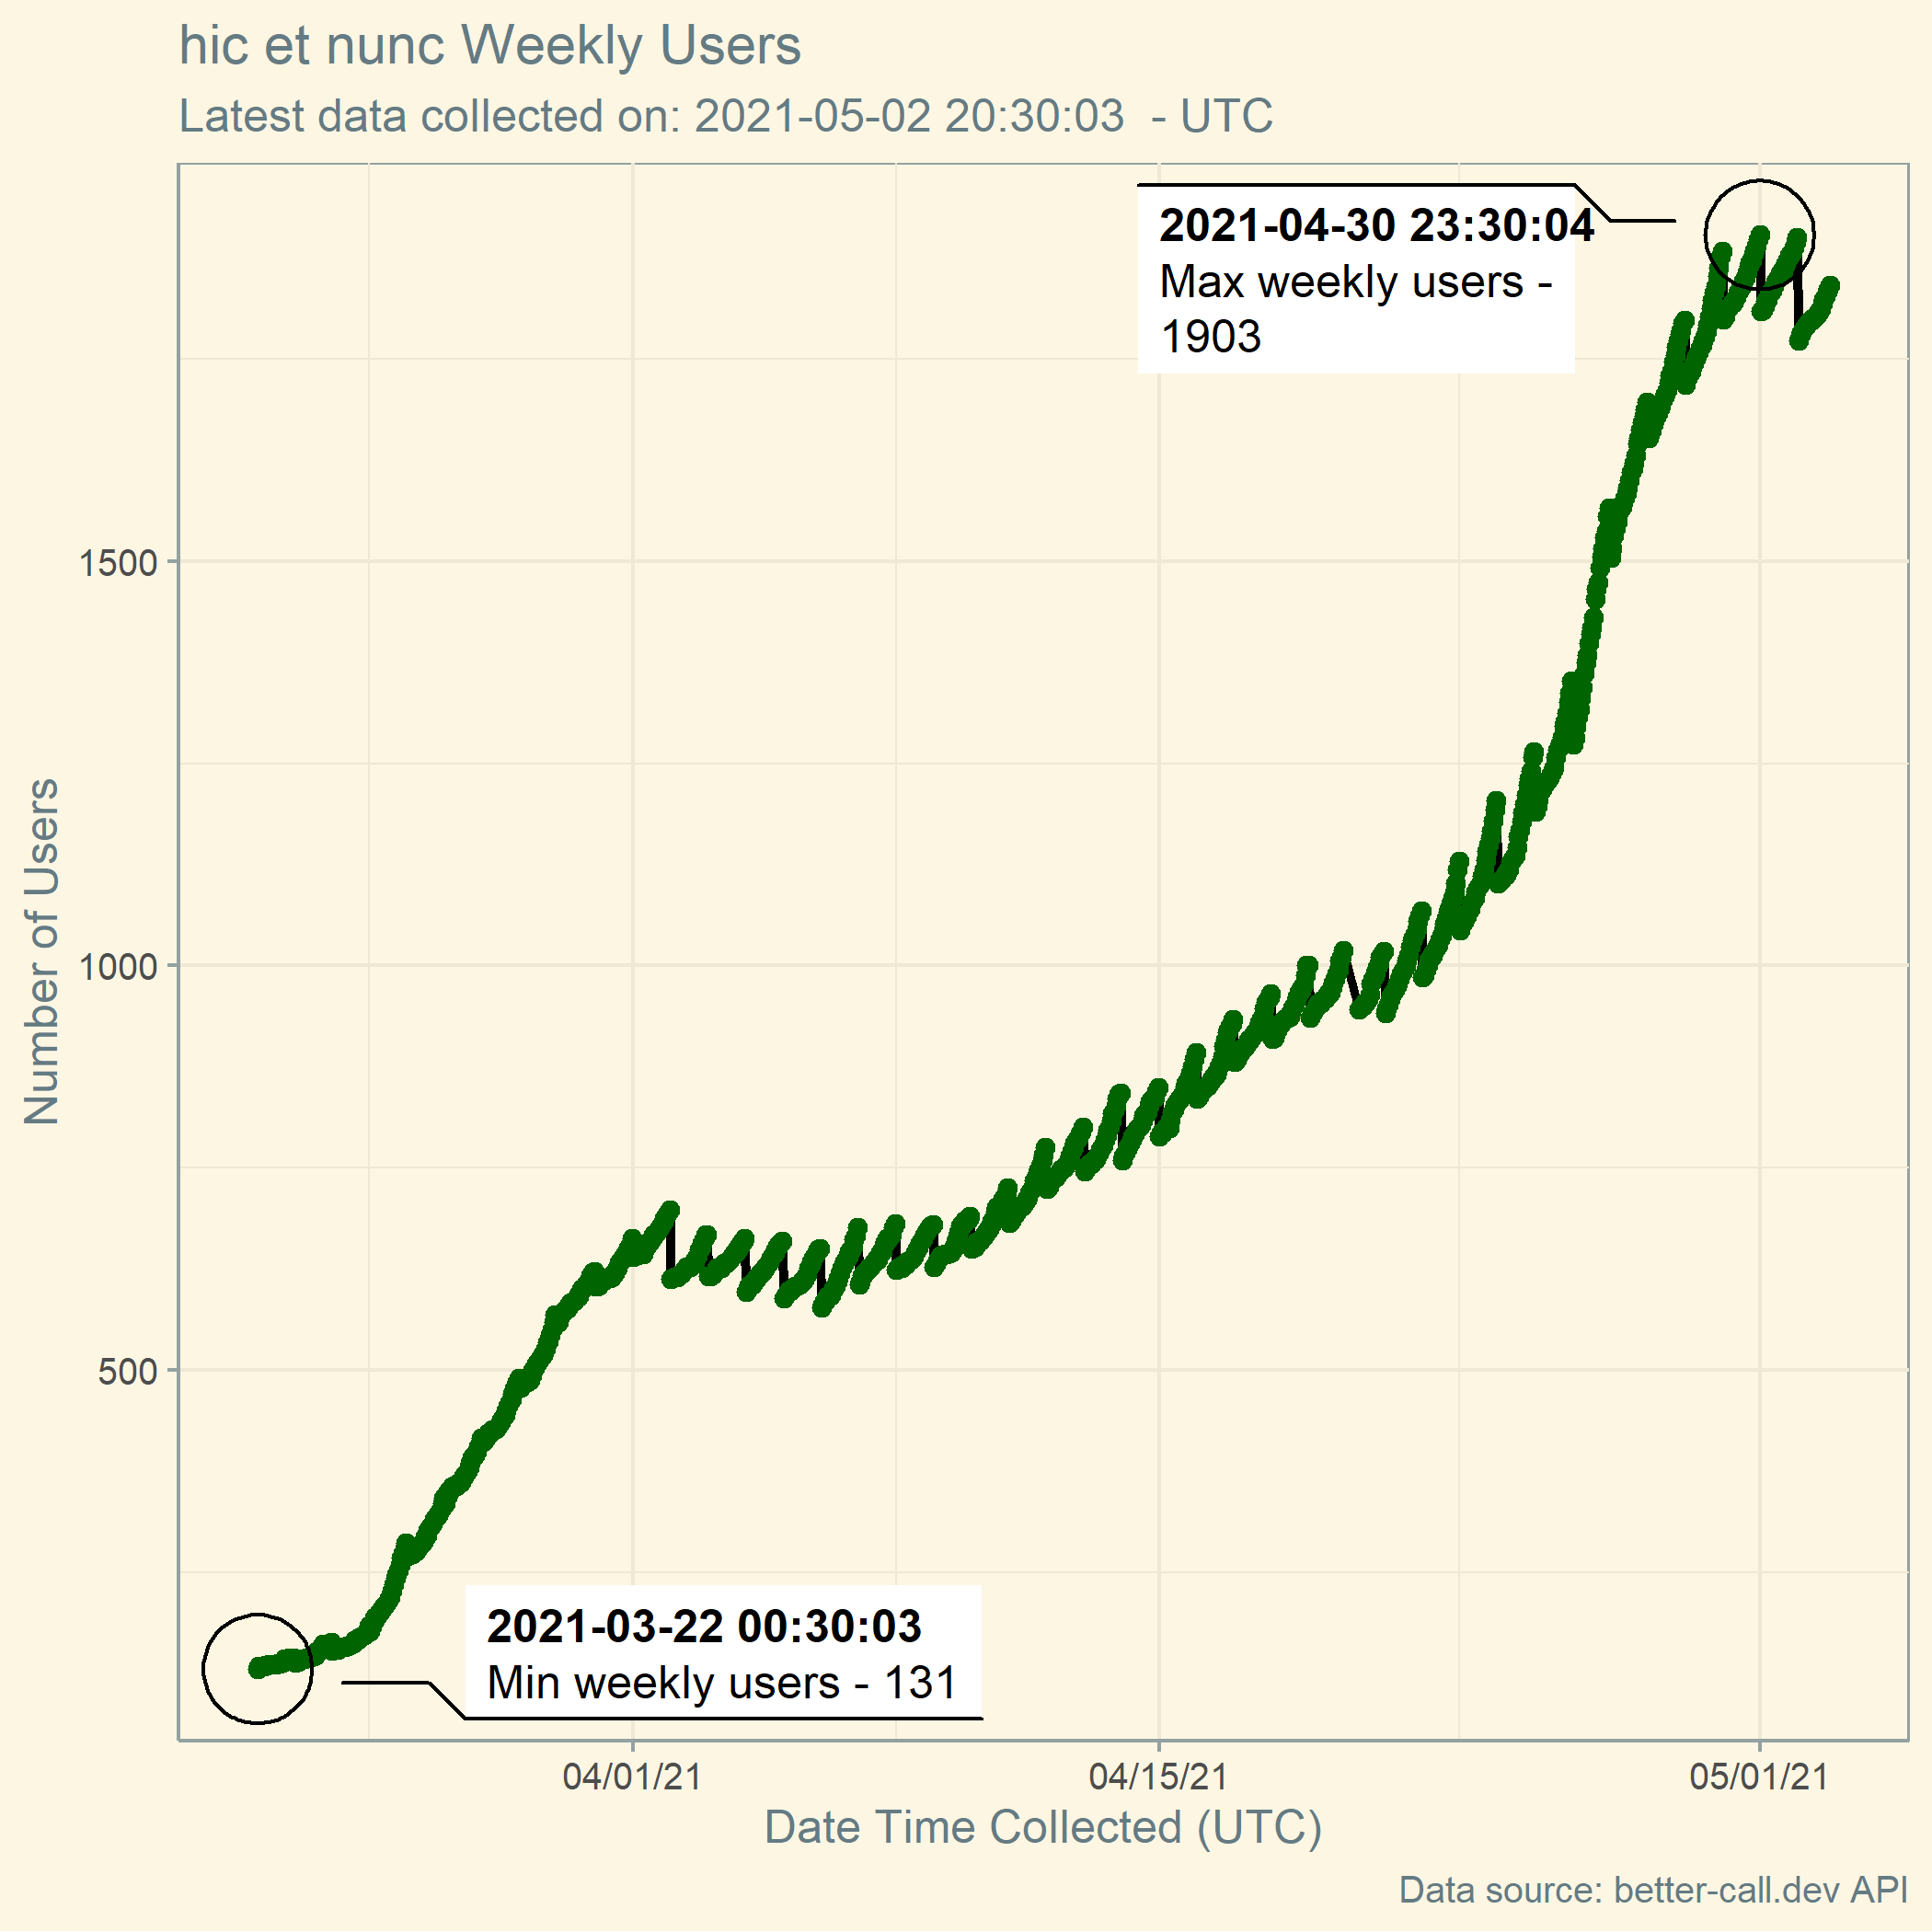 hic et nunc Weekly Users
Latest data collected on: 2021-05-02 20:30:03  - UTC
2021-04-30 23:30:04
Max weekly users -
1903
1500
1000
500
Number of Users
2021-03-22 00:30:03
Min weekly users - 131
04/01/21
04/15/21
05/01/21
Date Time Collected (UTC)
Data source: better-call.dev API